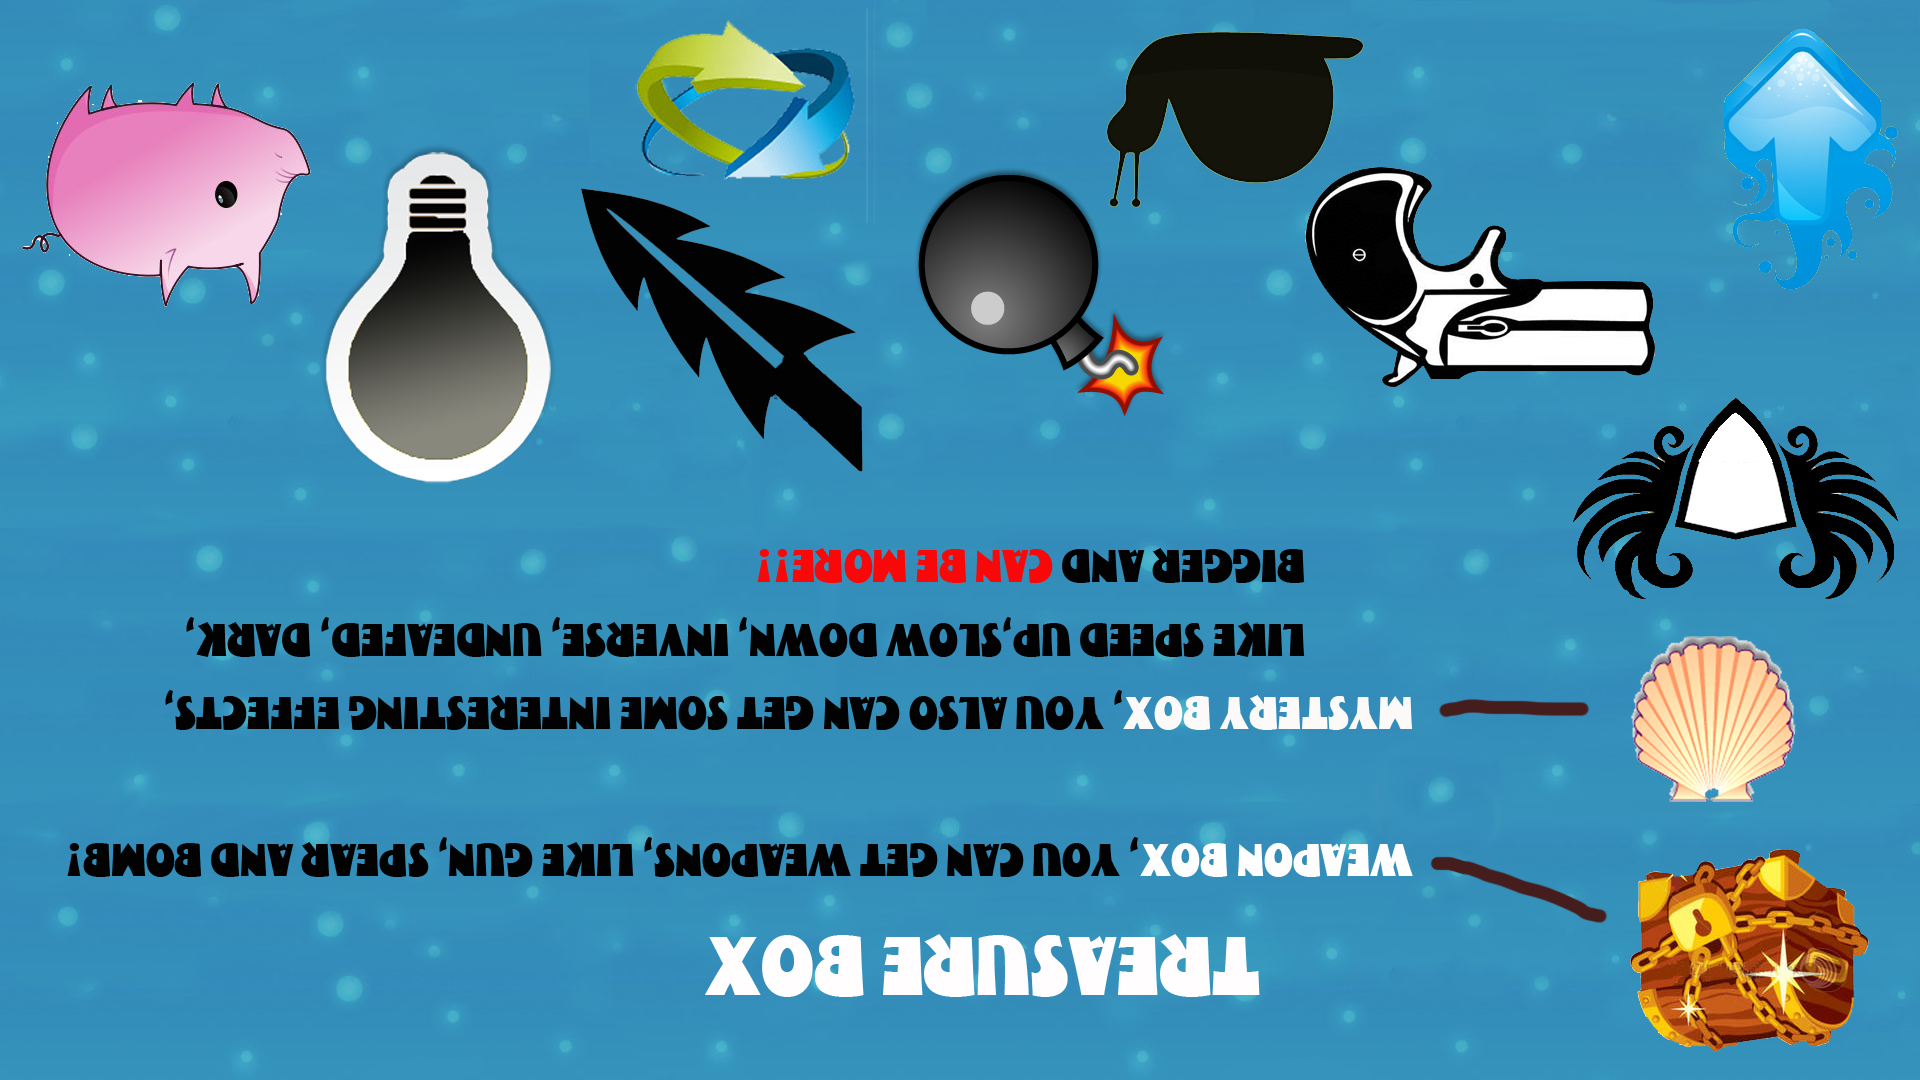 TREASURE BOX
WEAPON BOX, YOU CAN GET WEAPONS, LIKE GUN, SPEAR AND BOMB!
MYSTERY BOX, YOU ALSO CAN GET SOME INTERESTING EFFECTS,
LIKE SPEED UP,SLOW DOWN, INVERSE, UNDEAFED, DARK,
BIGGER AND CAN BE MORE!!